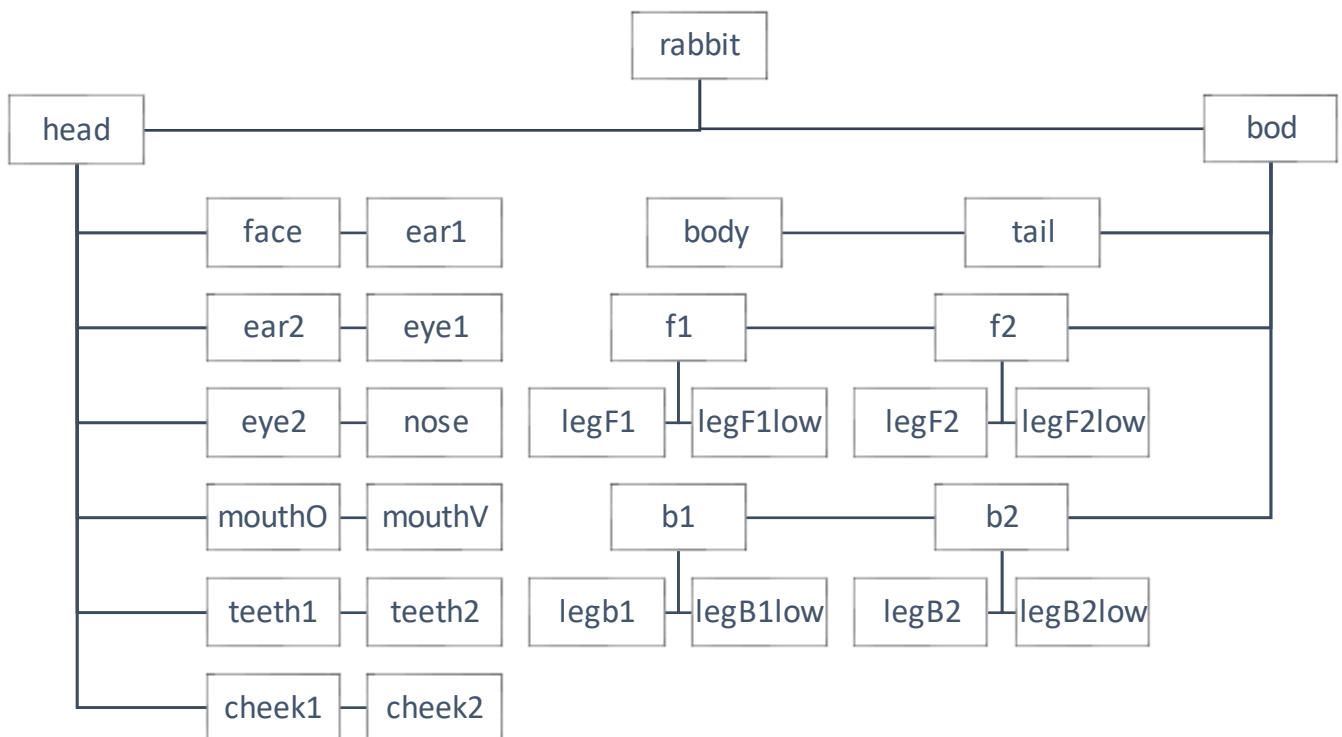 rabbit
head
bod
face
ear1
body
tail
ear2
eye1
f1
f2
eye2
nose
legF1
legF1low
legF2
legF2low
mouthO
mouthV
b1
b2
teeth1
teeth2
legb1
legB1low
legB2
legB2low
cheek1
cheek2